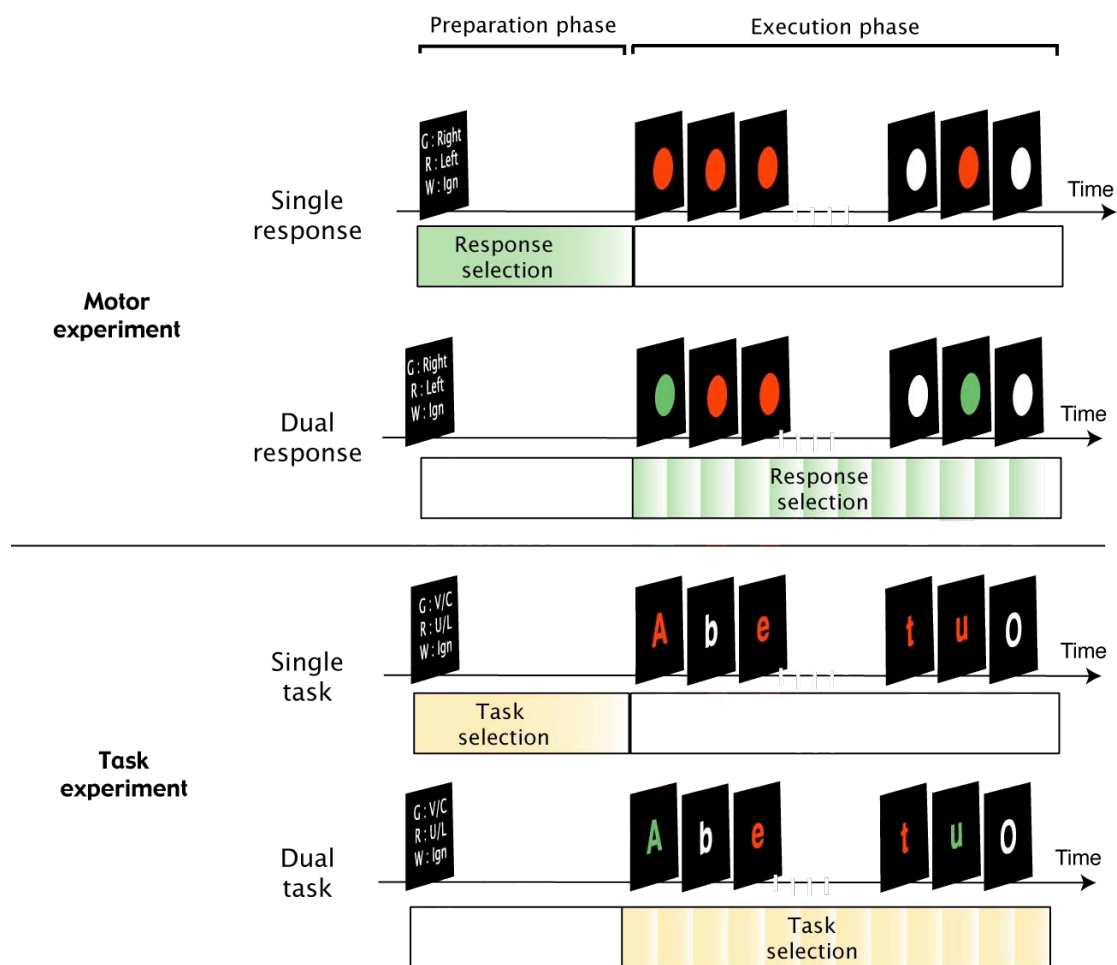 Preparation phase
Execution phase
G : Right
R : Left
W : Ign
Single
response
Time
Response
selection
Motor
experiment
G : Right
R : Left
W : Ign
Dual
response
Time
Response
selection
G : V/C
R : U/L
W : Ign
A b e t u O
Single
task
Time
Task
selection
Task
experiment
G : V/C
R : U/L
W : Ign
A b e t u O
Dual
task
Time
Task
selection